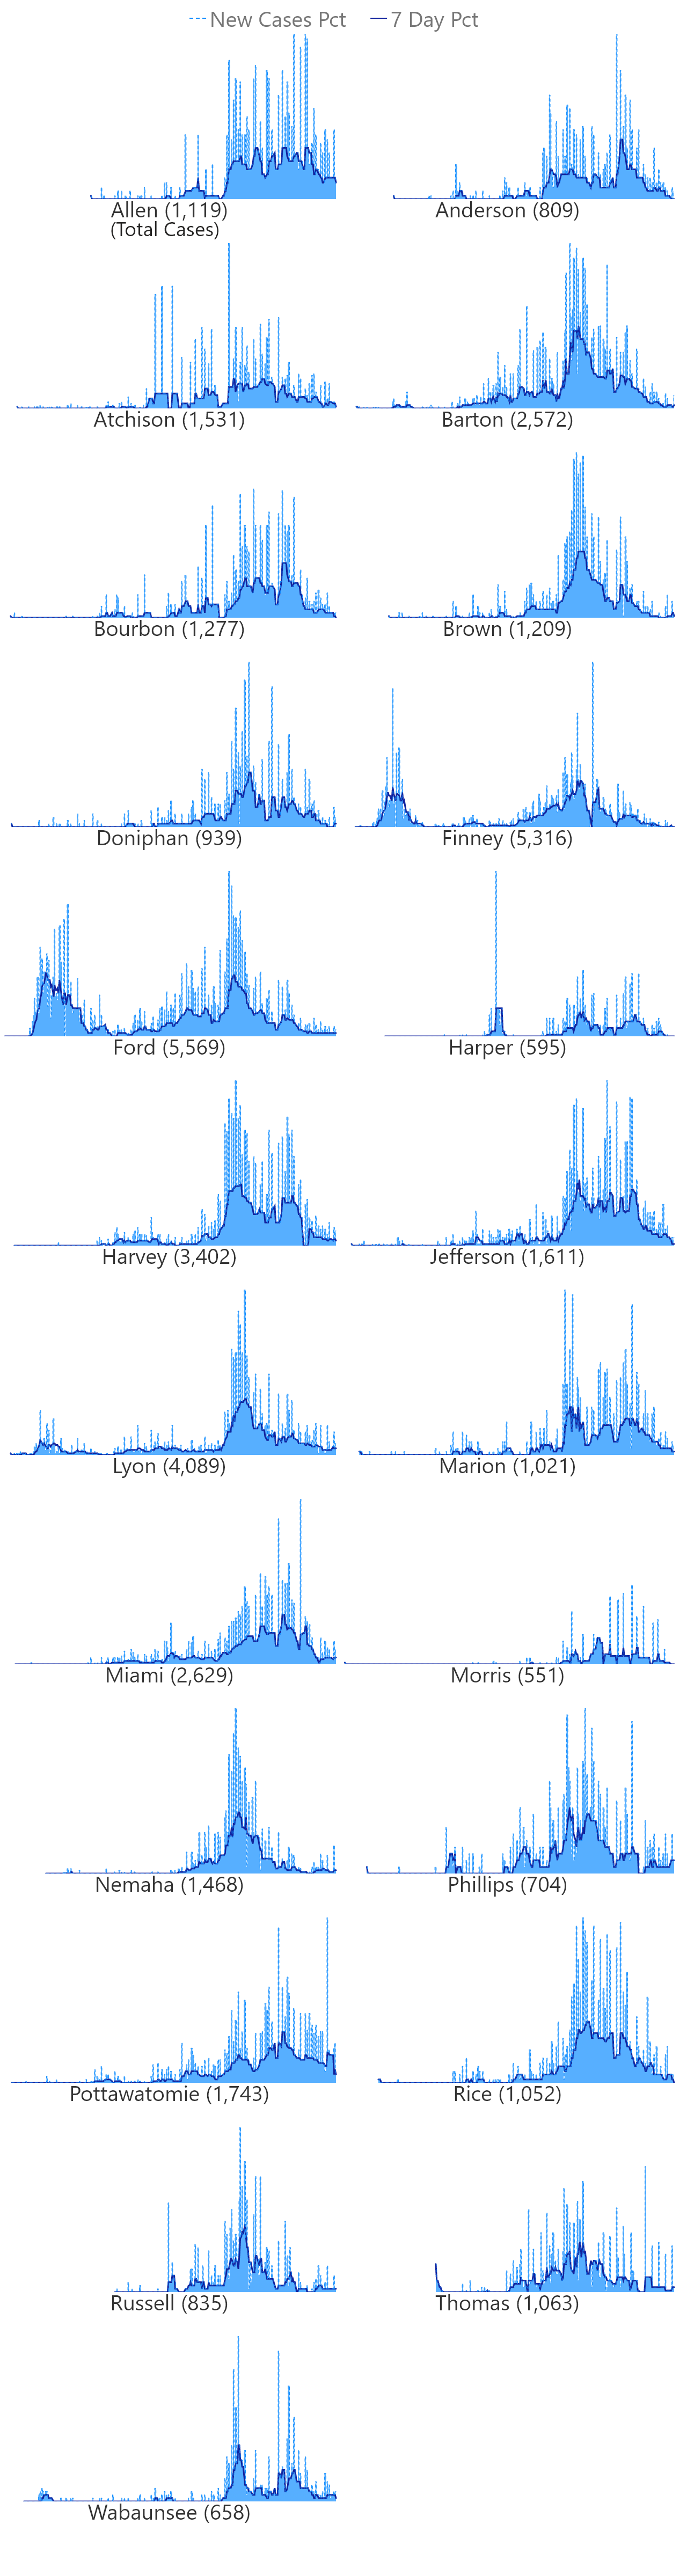 New Cases Pct 7 Day Pct
Allen (1,119)
(Total Cases)
Anderson (809)
Atchison (1,531)
Barton (2,572)
Bourbon (1,277)
Brown (1,209)
Doniphan (939)
Finney (5,316)
Ford (5,569)
Harper (595)
Harvey (3,402)
Jefferson (1,611)
Lyon (4,089)
Marion (1,021)
Miami (2,629)
Morris (551)
Nemaha (1,468)
Phillips (704)
Pottawatomie (1,743)
Rice (1,052)
Russell (835)
Thomas (1,063)
Wabaunsee (658)